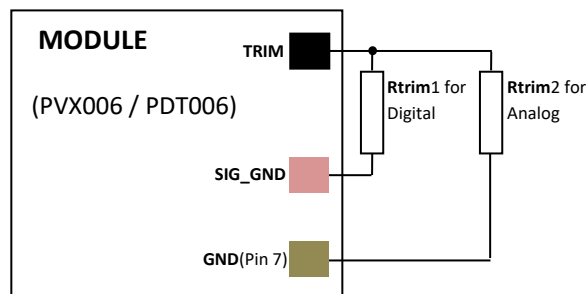 MODULE
(PVX006 / PDT006)
TRIM
Rtrim1 for
Digital
Rtrim2 for
Analog
SIG_GND
GND(Pin 7)